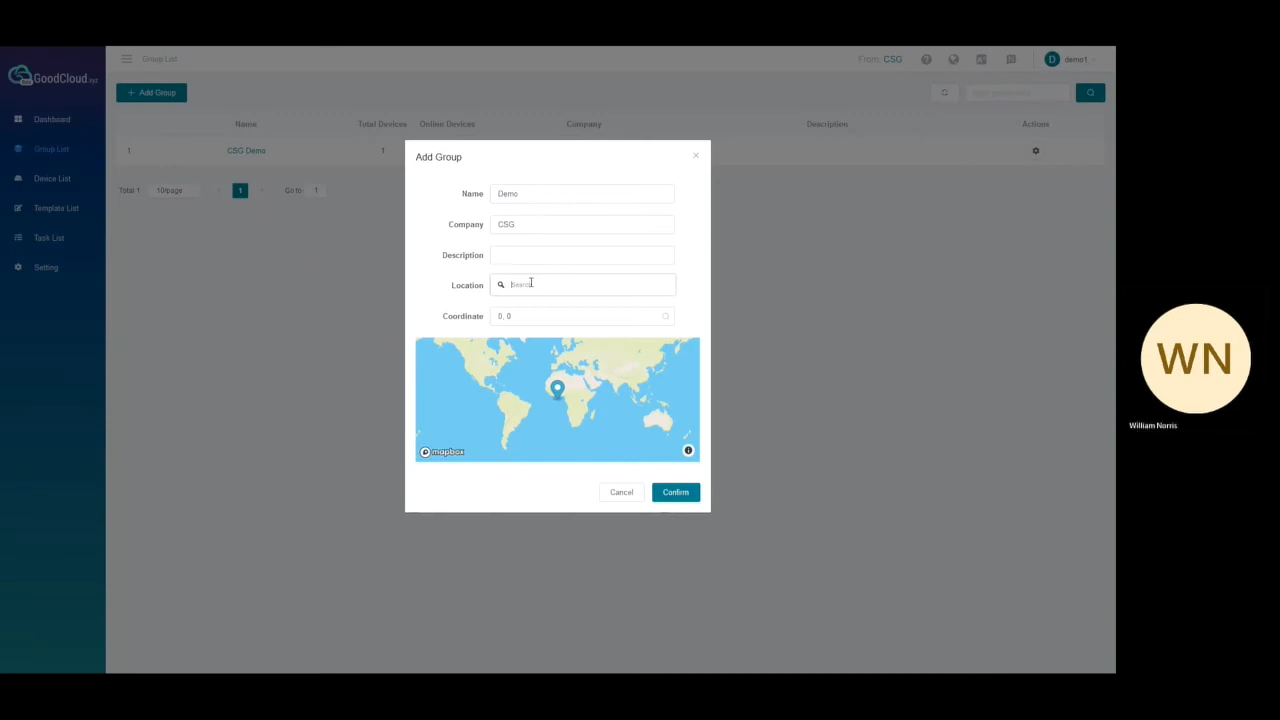 GoodCloud.xyz
Group List
From: CSG
D demo1
+ Add Group
Dashboard
Group List
Device List
Template List
Task List
Setting
Name Total Devices Online Devices Company Description Actions
1 CSG Demo 1
Total 1 10/page 1 Go to 1
Add Group
Name Demo
Company CSG
Description
Location Search
Coordinate 0, 0
mapbox
Cancel Confirm
WN
William Norris